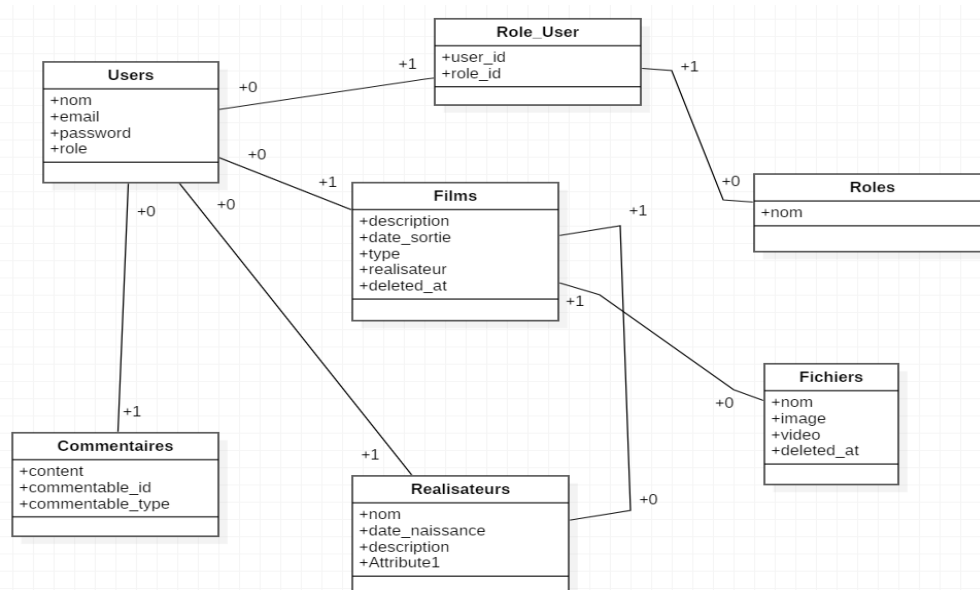 Role_User
+user_id
+role_id
Users
+nom
+email
+password
+role
+0
+1
+1
+0
Roles
+nom
+0
+1
Films
+description
+date_sortie
+type
+realisateur
+deleted_at
+1
+0
+1
+0
Fichiers
+nom
+image
+video
+deleted_at
+0
+0
+1
Commentaires
+content
+commentable_id
+commentable_type
+1
Realisateurs
+nom
+date_naissance
+description
+Attribute1